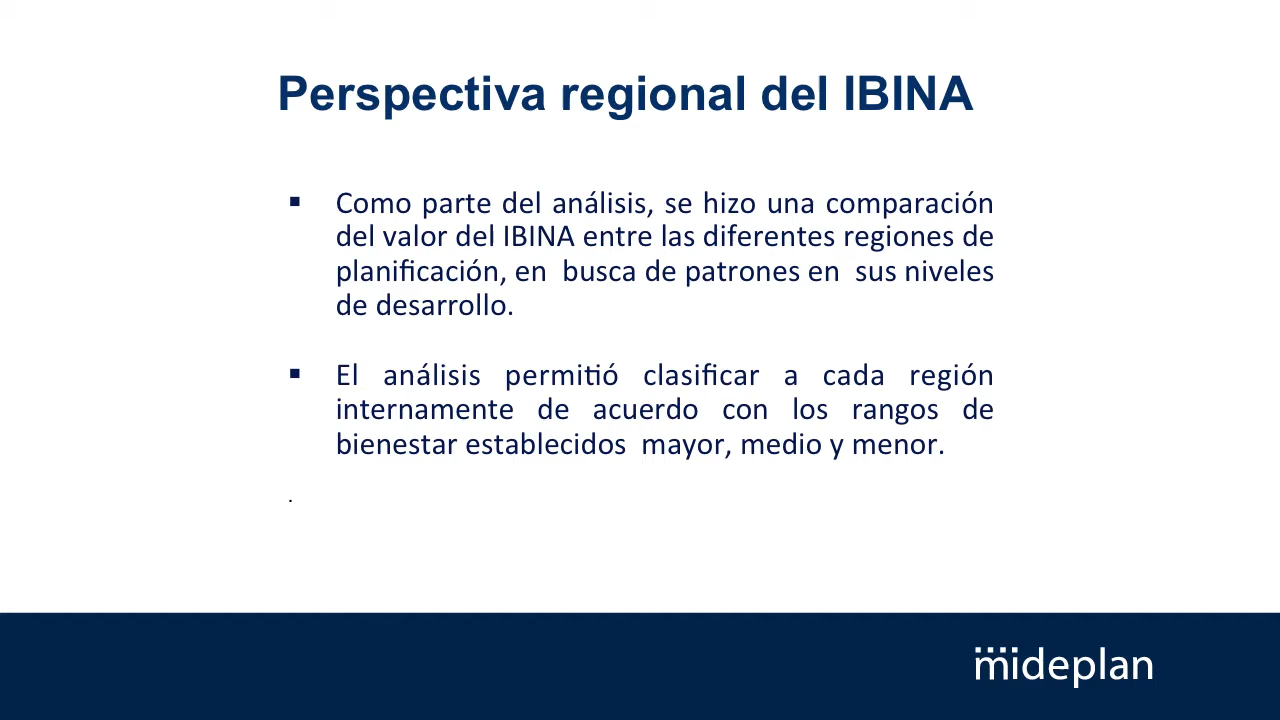 Perspectiva regional del IBINA
▪ Como parte del análisis, se hizo una comparación
del valor del IBINA entre las diferentes regiones de
planificación, en busca de patrones en sus niveles
de desarrollo.
▪ El análisis permitió clasificar a cada región
internamente de acuerdo con los rangos de
bienestar establecidos mayor, medio y menor.
.
mideplan